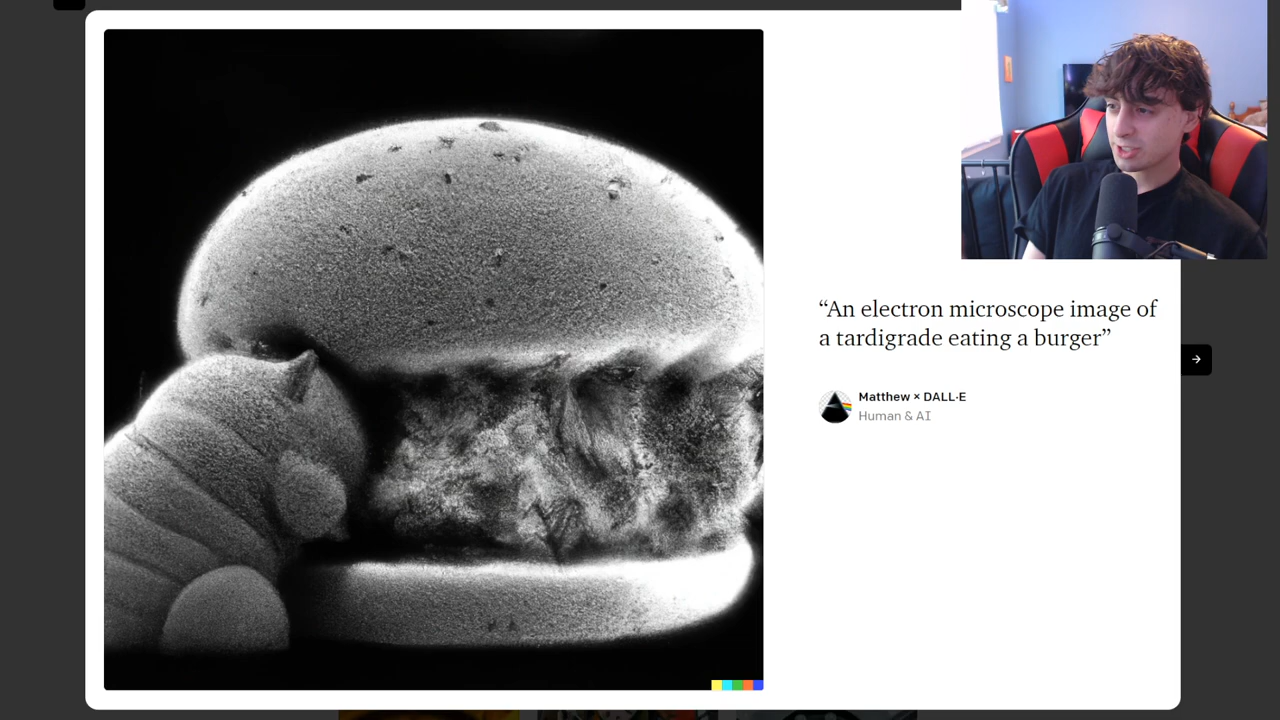 “An electron microscope image of
a tardigrade eating a burger”
Matthew × DALL·E
Human & AI